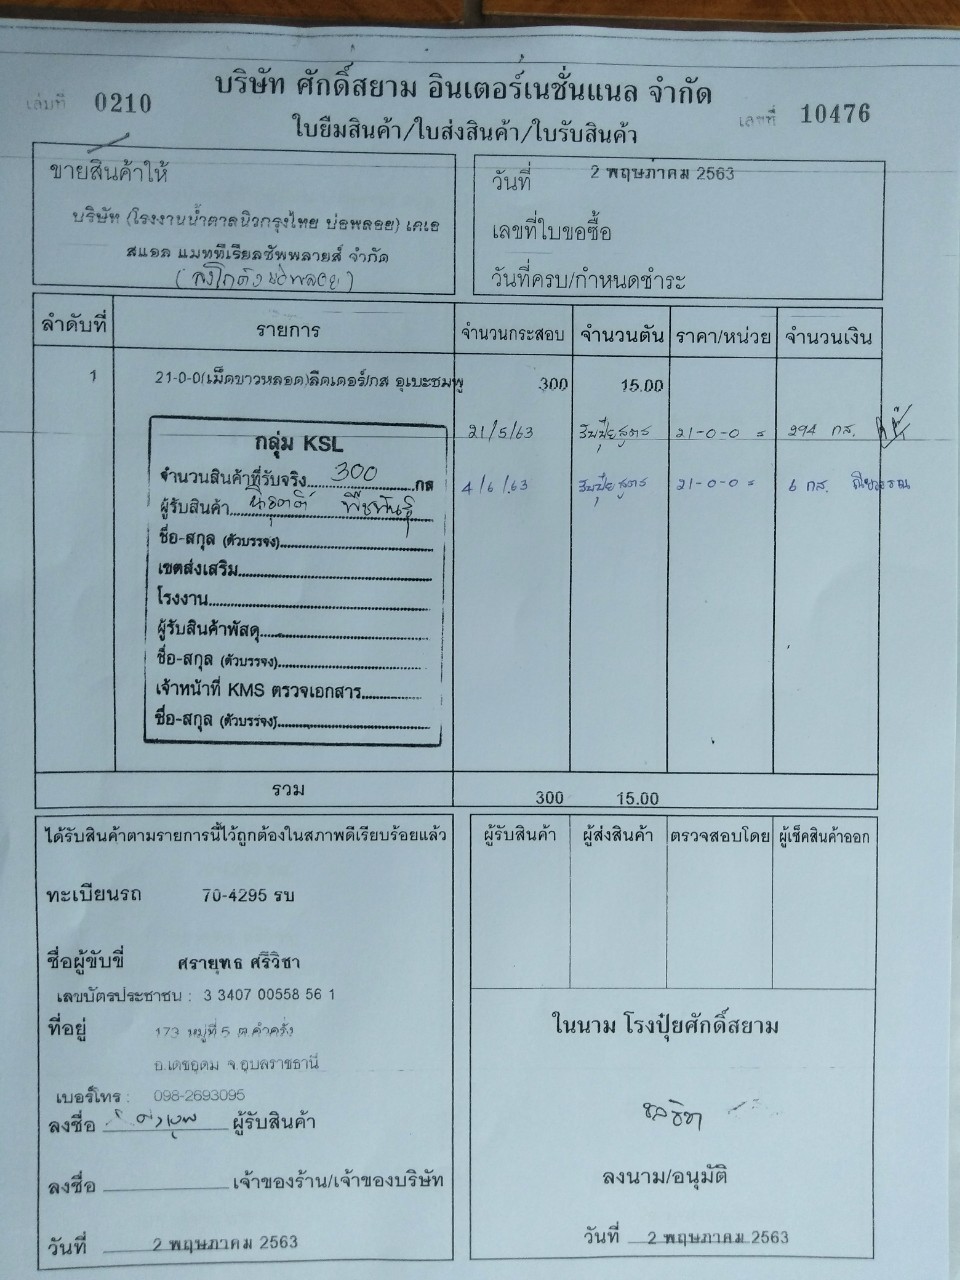 บริษัท ศักดิ์สยาม อินเตอร์เนชั่นแนล จำกัด
เล่มที่ 0210
เลขที่ 10476
ใบยืมสินค้า/ใบส่งสินค้า/ใบรับสินค้า
ขายสินค้าให้
บริษัท (โรงงานน้ำตาลนิวกรุงไทย บ่อพลอย) เคเอ
สแอล แมททีเรียลซัพพลายส์ จำกัด
(ลงโกดัง บ่อพลอย)
วันที่ 2 พฤษภาคม 2563
เลขที่ใบขอซื้อ
วันที่ครบ/กำหนดชำระ
ลำดับที่ รายการ จำนวนกระสอบ จำนวนตัน ราคา/หน่วย จำนวนเงิน
1 21-0-0(เม็ดขาวหลอด)ลีดเดอร์/กส อุเบะชมพู 300 15.00
21/5/63 รับปุ๋ยสูตร 21-0-0 = 294 กส.
4/6/63 รับปุ๋ยสูตร 21-0-0 = 6 กส.
กลุ่ม KSL
จำนวนสินค้าที่รับจริง 300 กส
ผู้รับสินค้า
ชื่อ-สกุล (ตัวบรรจง)
เขตส่งเสริม
โรงงาน
ผู้รับสินค้าพัสดุ
ชื่อ-สกุล (ตัวบรรจง)
เจ้าหน้าที่ KMS ตรวจเอกสาร
ชื่อ-สกุล (ตัวบรรจง)
รวม 300 15.00
ได้รับสินค้าตามรายการนี้ไว้ถูกต้องในสภาพดีเรียบร้อยแล้ว
ทะเบียนรถ 70-4295 รบ
ชื่อผู้ขับขี่ ศรายุทธ ศรีวิชา
เลขบัตรประชาชน : 3 3407 00558 56 1
ที่อยู่ 173 หมู่ที่ 5 ต.คำครั่ง
อ.เดชอุดม จ.อุบลราชธานี
เบอร์โทร : 098-2693095
ลงชื่อ ผู้รับสินค้า
ลงชื่อ เจ้าของร้าน/เจ้าของบริษัท
วันที่ 2 พฤษภาคม 2563
ผู้รับสินค้า ผู้ส่งสินค้า ตรวจสอบโดย ผู้เช็คสินค้าออก
ในนาม โรงปุ๋ยศักดิ์สยาม
ลงนาม/อนุมัติ
วันที่ 2 พฤษภาคม 2563